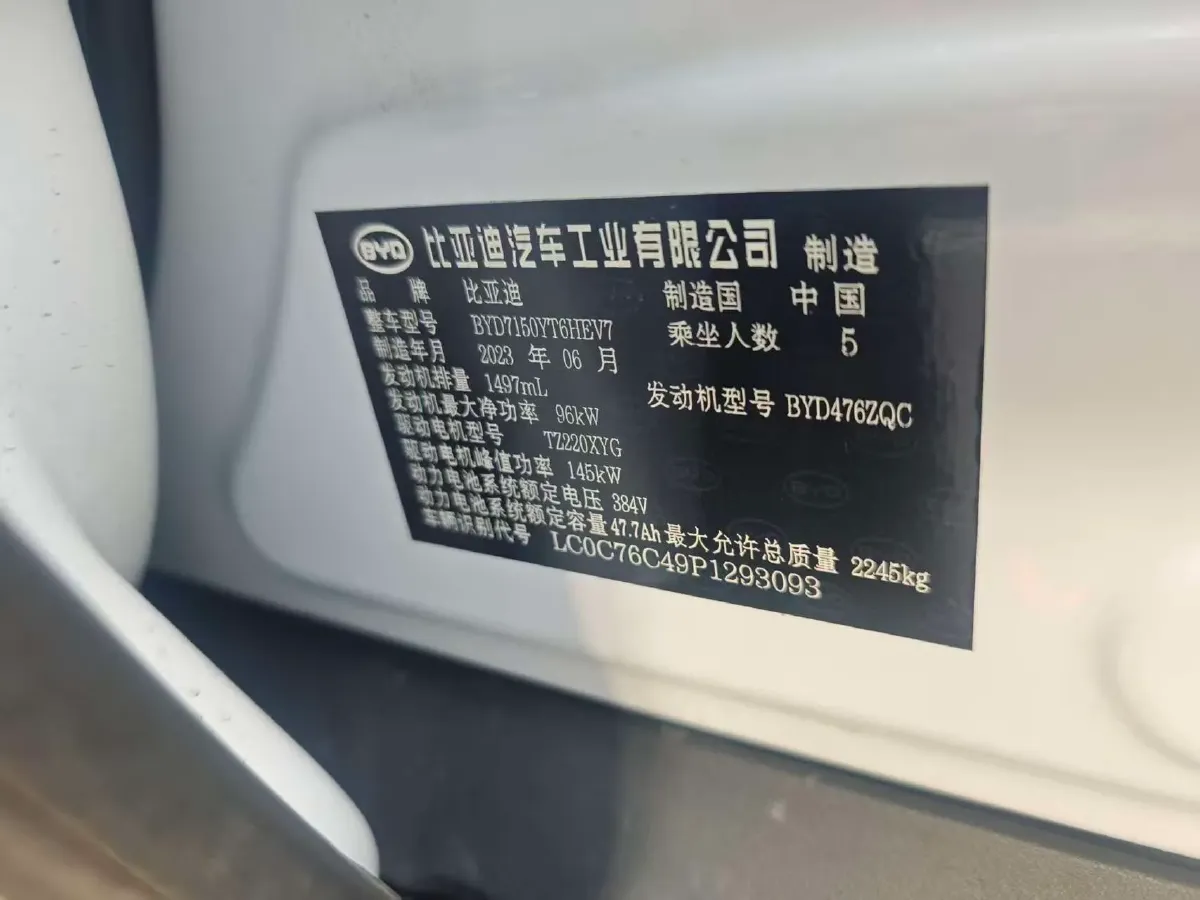 BYD 比亚迪汽车工业有限公司 制造
品牌 比亚迪 制造国 中国
整车型号 BYD7150YT6HEV7 乘坐人数 5
制造年月 2023 年 06 月
发动机排量 1497mL 发动机型号 BYD476ZQC
发动机最大净功率 96kW
驱动电机型号 TZ220XYG
驱动电机峰值功率 145kW
动力电池系统额定电压 384V
动力电池系统额定容量 47.7Ah 最大允许总质量 2245kg
车辆识别代号 LC0C76C49P1293093